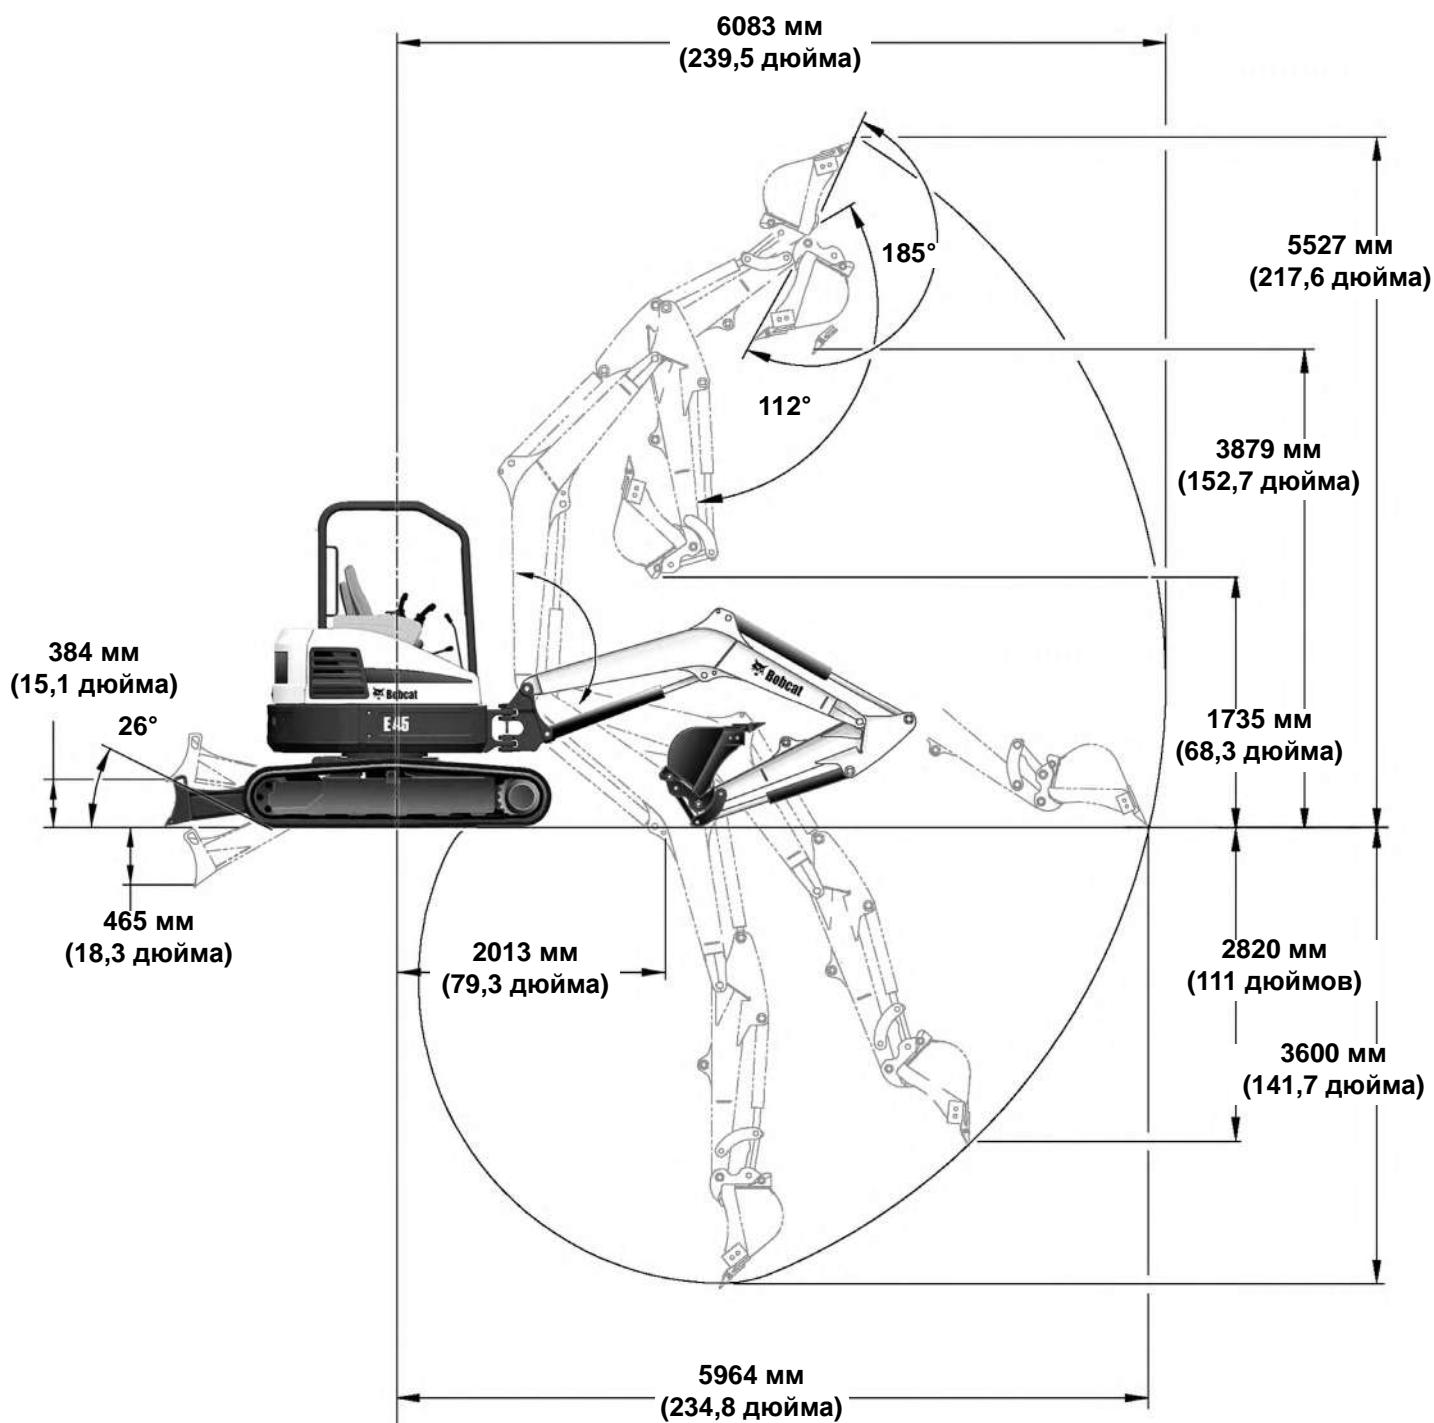 6083 мм
(239,5 дюйма)
185°
5527 мм
(217,6 дюйма)
112°
3879 мм
(152,7 дюйма)
384 мм
(15,1 дюйма)
26°
Bobcat
E45
Bobcat
1735 мм
(68,3 дюйма)
465 мм
(18,3 дюйма)
2013 мм
(79,3 дюйма)
2820 мм
(111 дюймов)
3600 мм
(141,7 дюйма)
5964 мм
(234,8 дюйма)